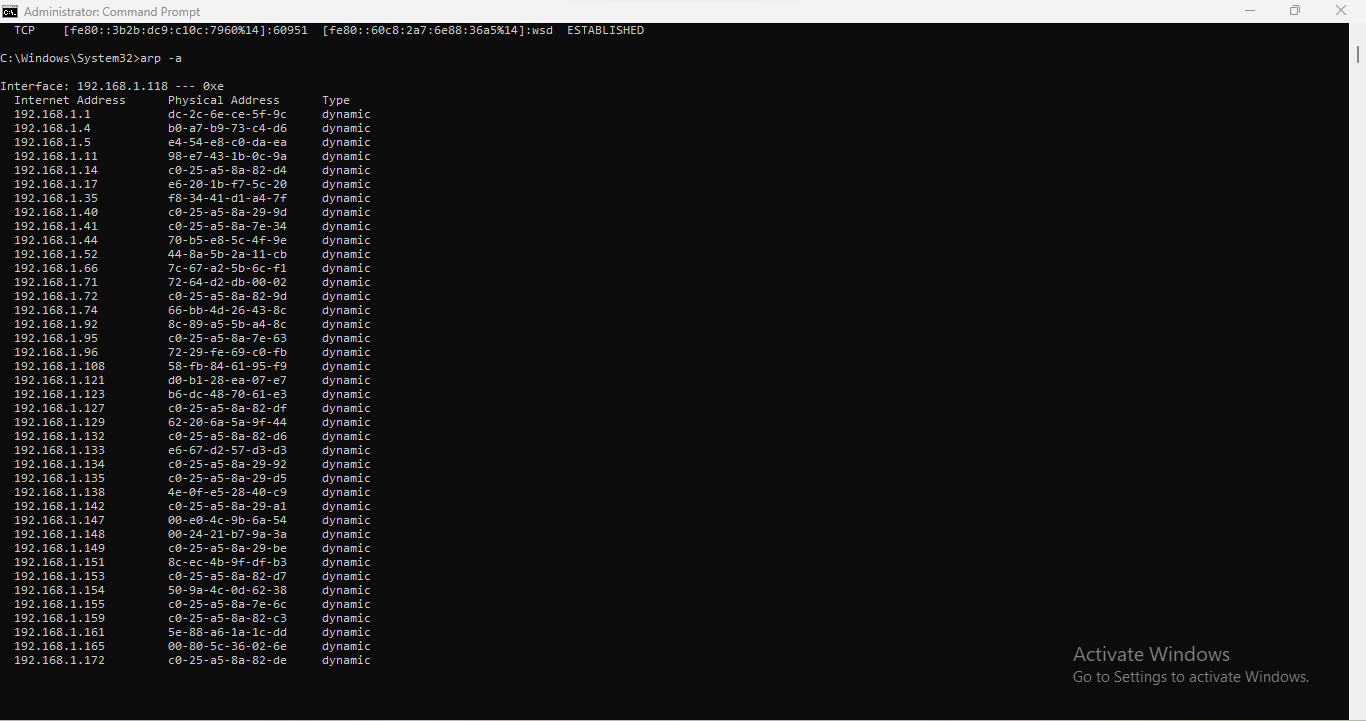 Administrator: Command Prompt
TCP [fe80::3b2b:dc9:c10c:7960%14]:60951 [fe80::60c8:2a7:6e88:36a5%14]:wsd ESTABLISHED
C:\Windows\System32>arp -a
Interface: 192.168.1.118 --- 0xe
Internet Address Physical Address Type
192.168.1.1 dc-2c-6e-ce-5f-9c dynamic
192.168.1.4 b0-a7-b9-73-c4-d6 dynamic
192.168.1.5 e4-54-e8-c0-da-ea dynamic
192.168.1.11 98-e7-43-1b-0c-9a dynamic
192.168.1.14 c0-25-a5-8a-82-d4 dynamic
192.168.1.17 e6-20-1b-f7-5c-20 dynamic
192.168.1.35 f8-34-41-d1-a4-7f dynamic
192.168.1.40 c0-25-a5-8a-29-9d dynamic
192.168.1.41 c0-25-a5-8a-7e-34 dynamic
192.168.1.44 70-b5-e8-5c-4f-9e dynamic
192.168.1.52 44-8a-5b-2a-11-cb dynamic
192.168.1.66 7c-67-a2-5b-6c-f1 dynamic
192.168.1.71 72-64-d2-db-00-02 dynamic
192.168.1.72 c0-25-a5-8a-82-9d dynamic
192.168.1.74 66-bb-4d-26-43-8c dynamic
192.168.1.92 8c-89-a5-5b-a4-8c dynamic
192.168.1.95 c0-25-a5-8a-7e-63 dynamic
192.168.1.96 72-29-fe-69-c0-fb dynamic
192.168.1.108 58-fb-84-61-95-f9 dynamic
192.168.1.121 d0-b1-28-ea-07-e7 dynamic
192.168.1.123 b6-dc-48-70-61-e3 dynamic
192.168.1.127 c0-25-a5-8a-82-df dynamic
192.168.1.129 62-20-6a-5a-9f-44 dynamic
192.168.1.132 c0-25-a5-8a-82-d6 dynamic
192.168.1.133 e6-67-d2-57-d3-d3 dynamic
192.168.1.134 c0-25-a5-8a-29-92 dynamic
192.168.1.135 c0-25-a5-8a-29-d5 dynamic
192.168.1.138 4e-0f-e5-28-40-c9 dynamic
192.168.1.142 c0-25-a5-8a-29-a1 dynamic
192.168.1.147 00-e0-4c-9b-6a-54 dynamic
192.168.1.148 00-24-21-b7-9a-3a dynamic
192.168.1.149 c0-25-a5-8a-29-be dynamic
192.168.1.151 8c-ec-4b-9f-df-b3 dynamic
192.168.1.153 c0-25-a5-8a-82-d7 dynamic
192.168.1.154 50-9a-4c-0d-62-38 dynamic
192.168.1.155 c0-25-a5-8a-7e-6c dynamic
192.168.1.159 c0-25-a5-8a-82-c3 dynamic
192.168.1.161 5e-88-a6-1a-1c-dd dynamic
192.168.1.165 00-80-5c-36-02-6e dynamic
192.168.1.172 c0-25-a5-8a-82-de dynamic
Activate Windows
Go to Settings to activate Windows.